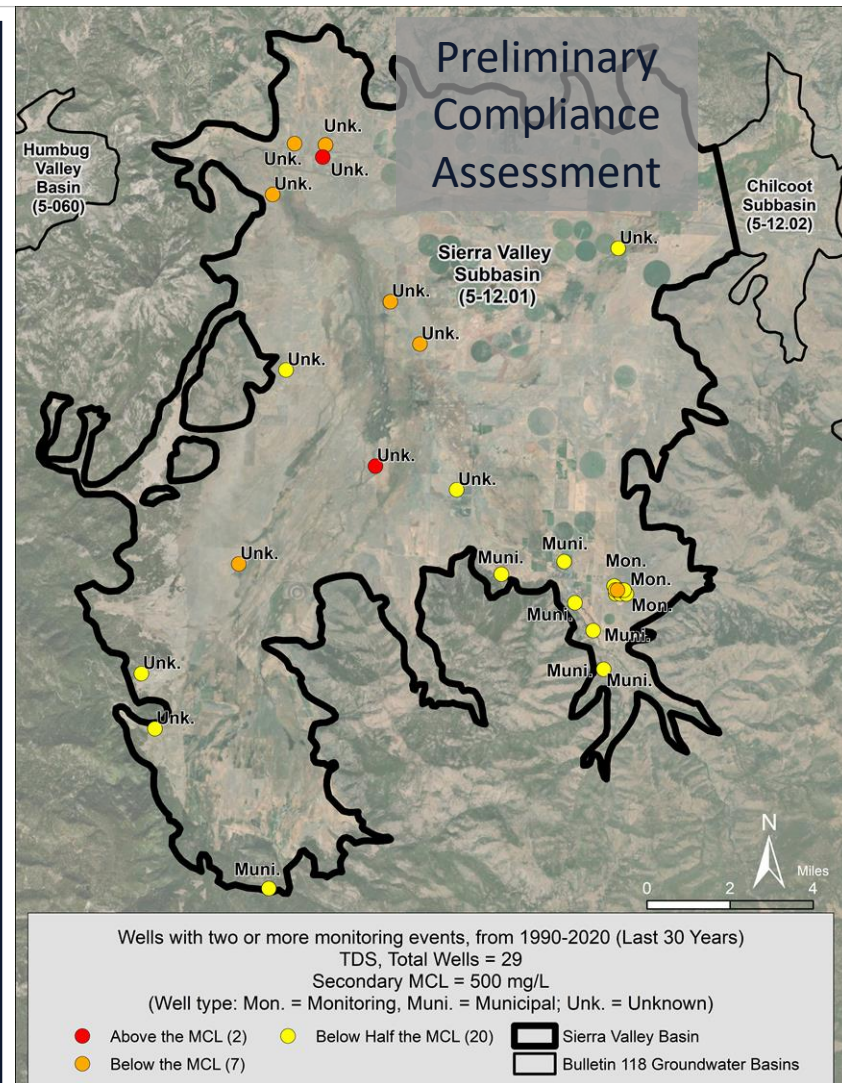 Preliminary
Compliance
Assessment
Humbug
Valley
Basin
(5-060)
Chilcoot
Subbasin
(5-12.02)
Sierra Valley
Subbasin
(5-12.01)
Unk.
Unk.
Unk.
Unk.
Unk.
Unk.
Unk.
Unk.
Unk.
Unk.
Unk.
Muni.
Muni.
Mon.
Mon.
Mon.
Muni.
Muni.
Muni.
Muni.
Unk.
Unk.
Muni.
N
Miles
0 2 4
Wells with two or more monitoring events, from 1990-2020 (Last 30 Years)
TDS, Total Wells = 29
Secondary MCL = 500 mg/L
(Well type: Mon. = Monitoring, Muni. = Municipal; Unk. = Unknown)
Above the MCL (2) Below Half the MCL (20) Sierra Valley Basin
Below the MCL (7) Bulletin 118 Groundwater Basins